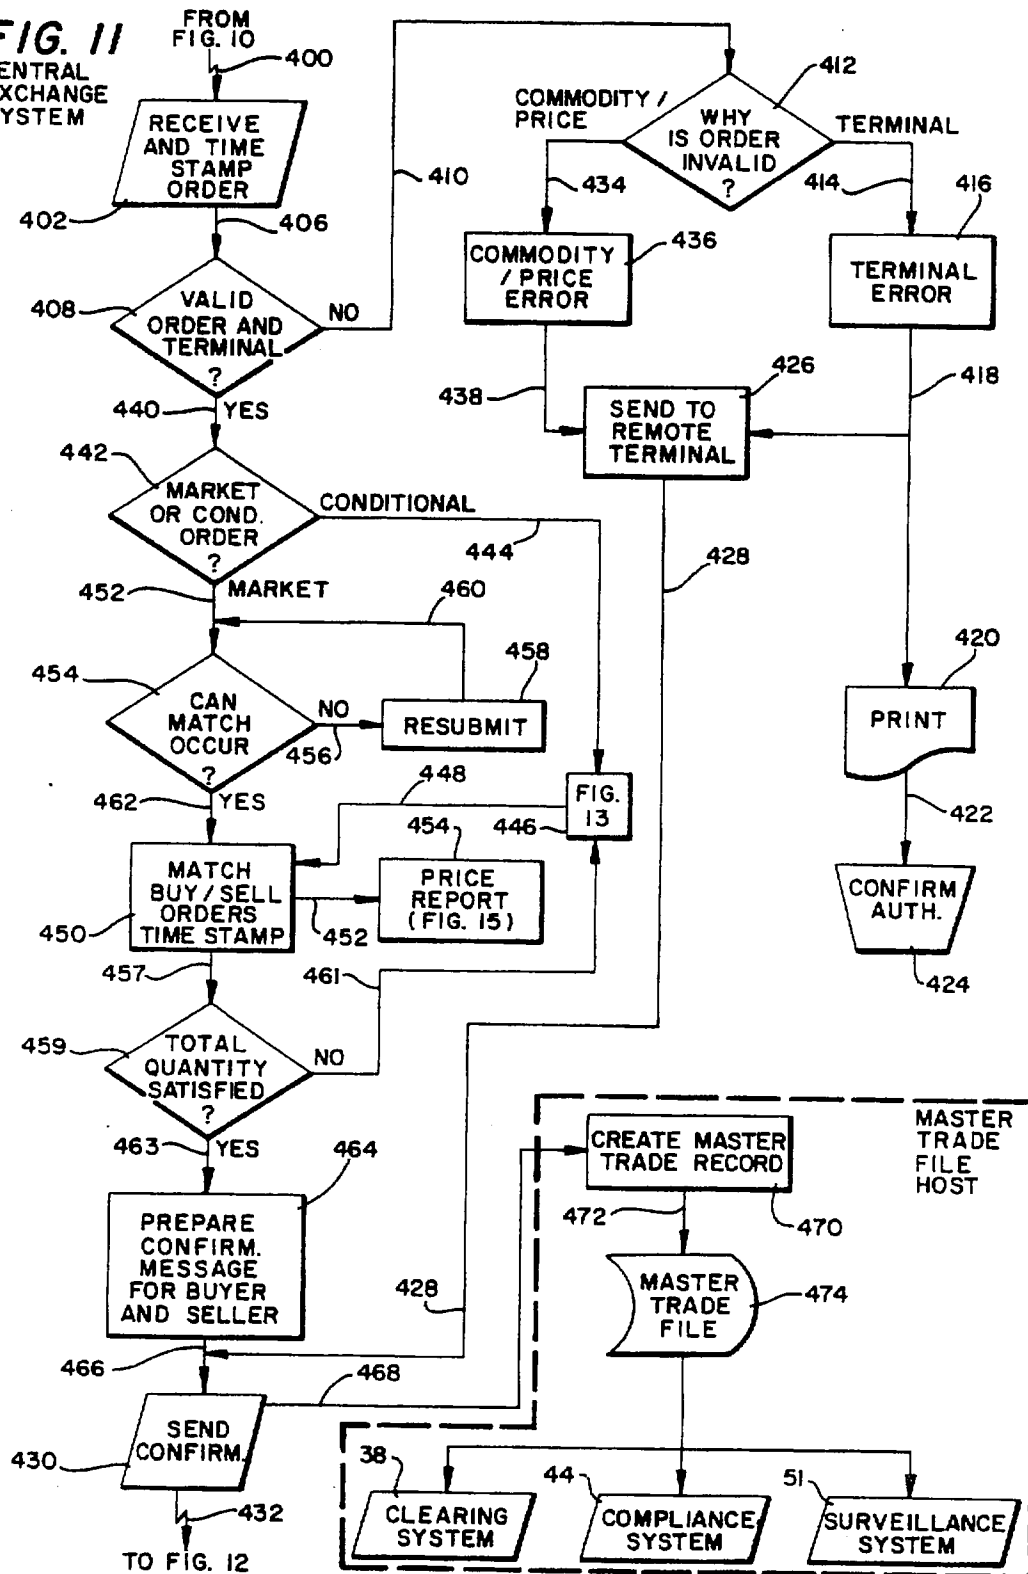 FIG. 11
ENTRAL
XCHANGE
YSTEM
FROM
FIG. 10
400
RECEIVE
AND TIME
STAMP
ORDER
402
406
408
VALID
ORDER AND
TERMINAL
?
NO
410
COMMODITY /
PRICE
412
WHY
IS ORDER
INVALID
?
TERMINAL
434
414
416
COMMODITY
/ PRICE
ERROR
436
TERMINAL
ERROR
438
426
418
SEND TO
REMOTE
TERMINAL
440
YES
442
MARKET
OR COND.
ORDER
?
CONDITIONAL
444
428
452
MARKET
460
454
CAN
MATCH
OCCUR
?
NO
456
458
RESUBMIT
420
PRINT
422
CONFIRM
AUTH.
424
462
YES
448
446
FIG.
13
MATCH
BUY / SELL
ORDERS
TIME STAMP
450
452
454
PRICE
REPORT
(FIG. 15)
457
461
459
TOTAL
QUANTITY
SATISFIED
?
NO
463
YES
464
PREPARE
CONFIRM.
MESSAGE
FOR BUYER
AND SELLER
428
466
468
SEND
CONFIRM.
430
432
TO FIG. 12
MASTER
TRADE
FILE
HOST
CREATE MASTER
TRADE RECORD
470
472
MASTER
TRADE
FILE
474
38
CLEARING
SYSTEM
44
COMPLIANCE
SYSTEM
51
SURVEILLANCE
SYSTEM